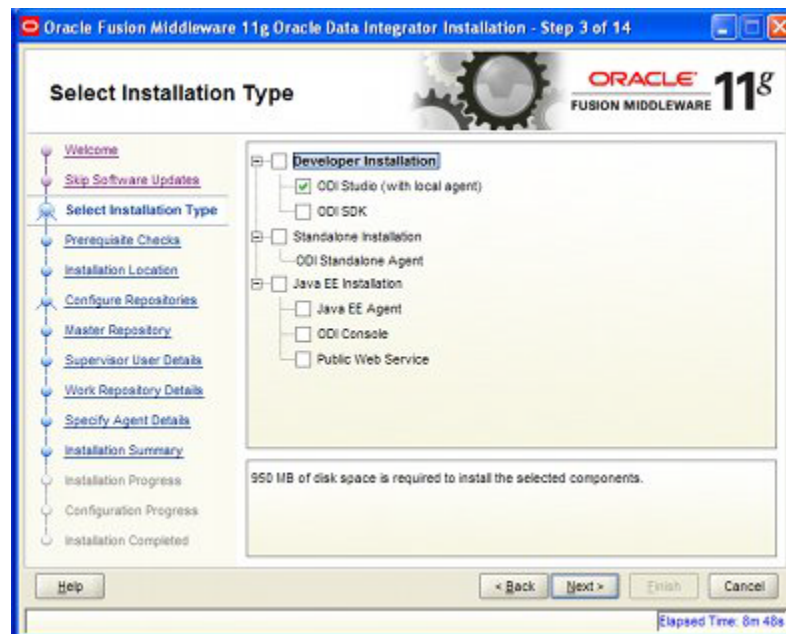 Oracle Fusion Middleware 11g Oracle Data Integrator Installation - Step 3 of 14
Select Installation Type
ORACLE
FUSION MIDDLEWARE
11g
Welcome
Skip Software Updates
Select Installation Type
Prerequisite Checks
Installation Location
Configure Repositories
Master Repository
Supervisor User Details
Work Repository Details
Specify Agent Details
Installation Summary
Installation Progress
Configuration Progress
Installation Completed
Developer Installation
ODI Studio (with local agent)
ODI SDK
Standalone Installation
ODI Standalone Agent
Java EE Installation
Java EE Agent
ODI Console
Public Web Service
950 MB of disk space is required to install the selected components.
Help
< Back
Next >
Finish
Cancel
Elapsed Time: 8m 48s